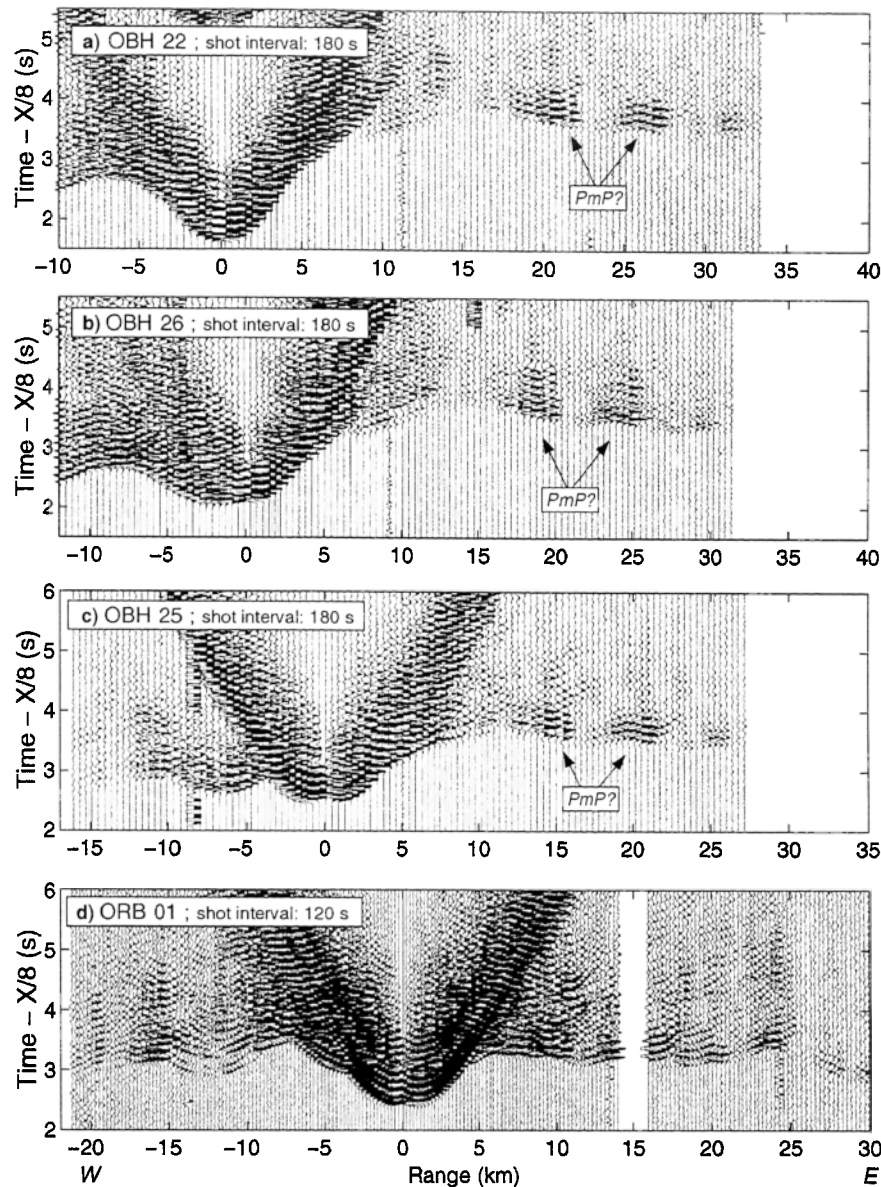 a) OBH 22 ; shot interval: 180 s
Time – X/8 (s)
5
4
3
2
PmP?
–10 –5 0 5 10 15 20 25 30 35 40
b) OBH 26 ; shot interval: 180 s
Time – X/8 (s)
5
4
3
2
PmP?
–10 –5 0 5 10 15 20 25 30 35 40
c) OBH 25 ; shot interval: 180 s
Time – X/8 (s)
6
5
4
3
2
PmP?
–15 –10 –5 0 5 10 15 20 25 30 35
d) ORB 01 ; shot interval: 120 s
Time – X/8 (s)
6
5
4
3
2
–20 –15 –10 –5 0 5 10 15 20 25 30
W Range (km) E